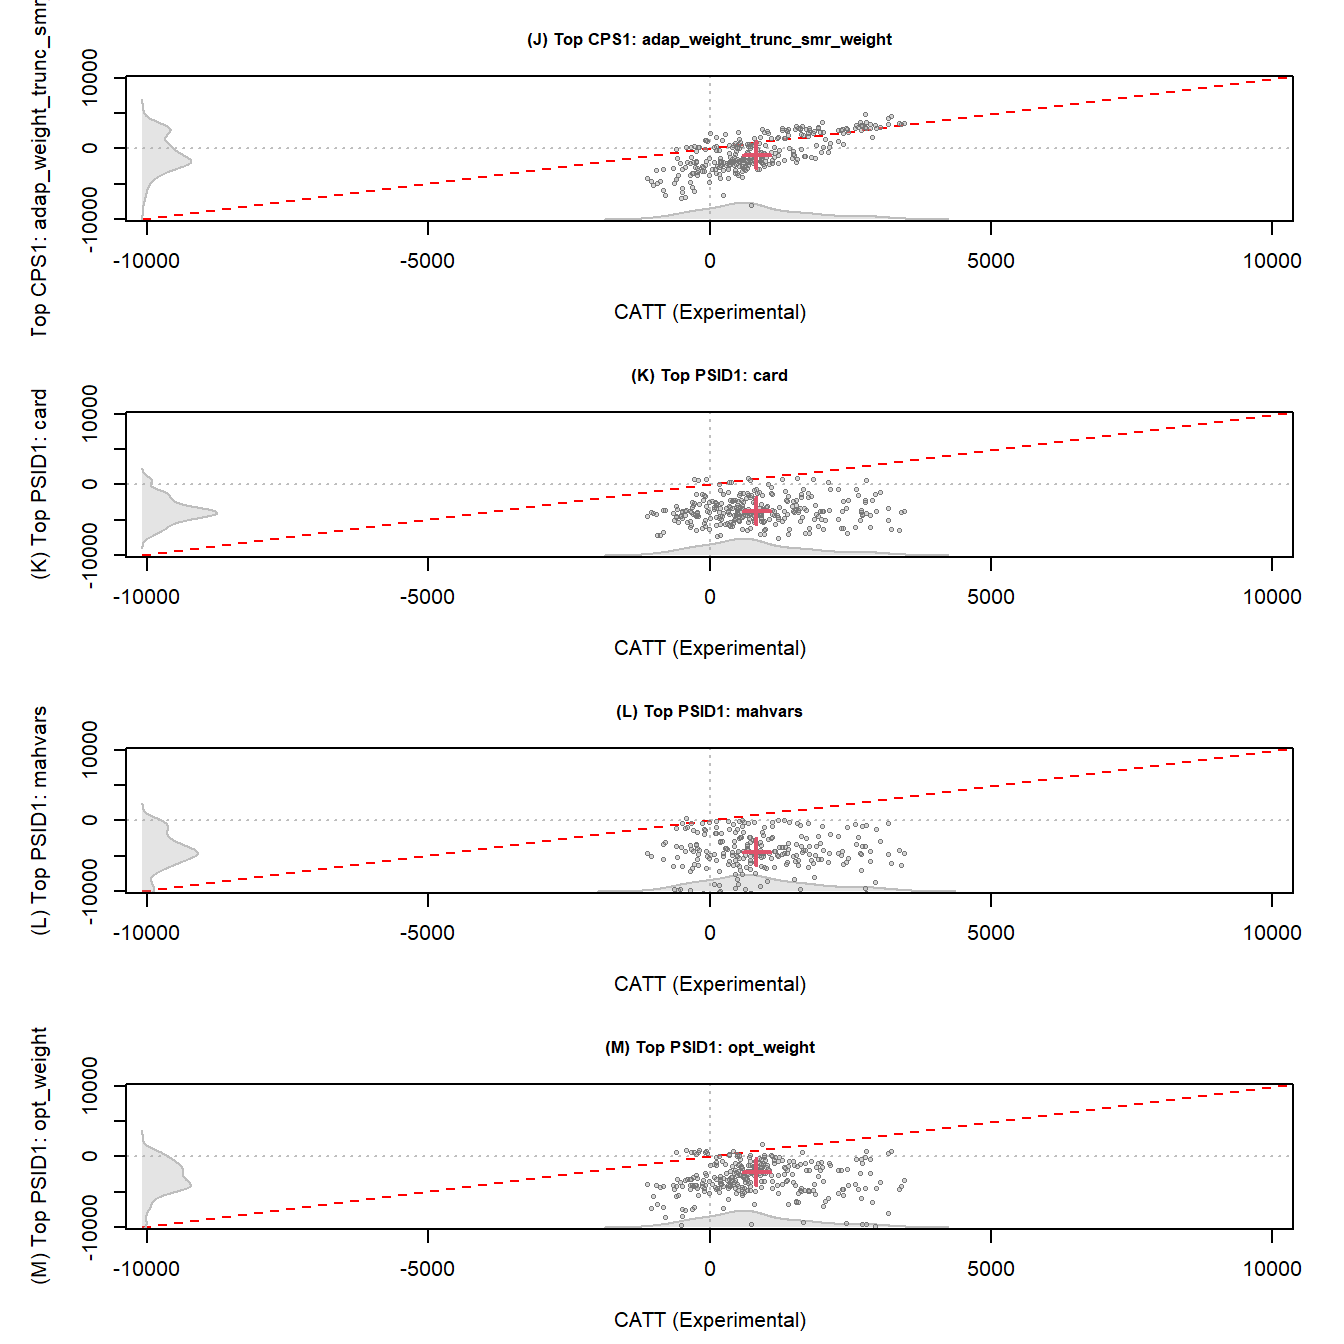 (J) Top CPS1: adap_weight_trunc_smr_weight
Top CPS1: adap_weight_trunc_smr_
10000
0
-10000
-10000
-5000
0
5000
10000
CATT (Experimental)
(K) Top PSID1: card
(K) Top PSID1: card
10000
0
-10000
-10000
-5000
0
5000
10000
CATT (Experimental)
(L) Top PSID1: mahvars
(L) Top PSID1: mahvars
10000
0
-10000
-10000
-5000
0
5000
10000
CATT (Experimental)
(M) Top PSID1: opt_weight
(M) Top PSID1: opt_weight
10000
0
-10000
-10000
-5000
0
5000
10000
CATT (Experimental)